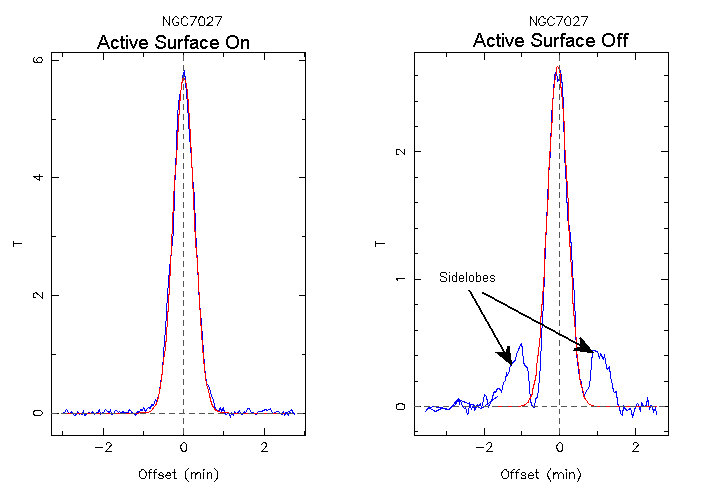 NGC7027
Active Surface On
T
6
4
2
0
−2 0 2
Offset (min)
NGC7027
Active Surface Off
T
2
1
0
Sidelobes
−2 0 2
Offset (min)